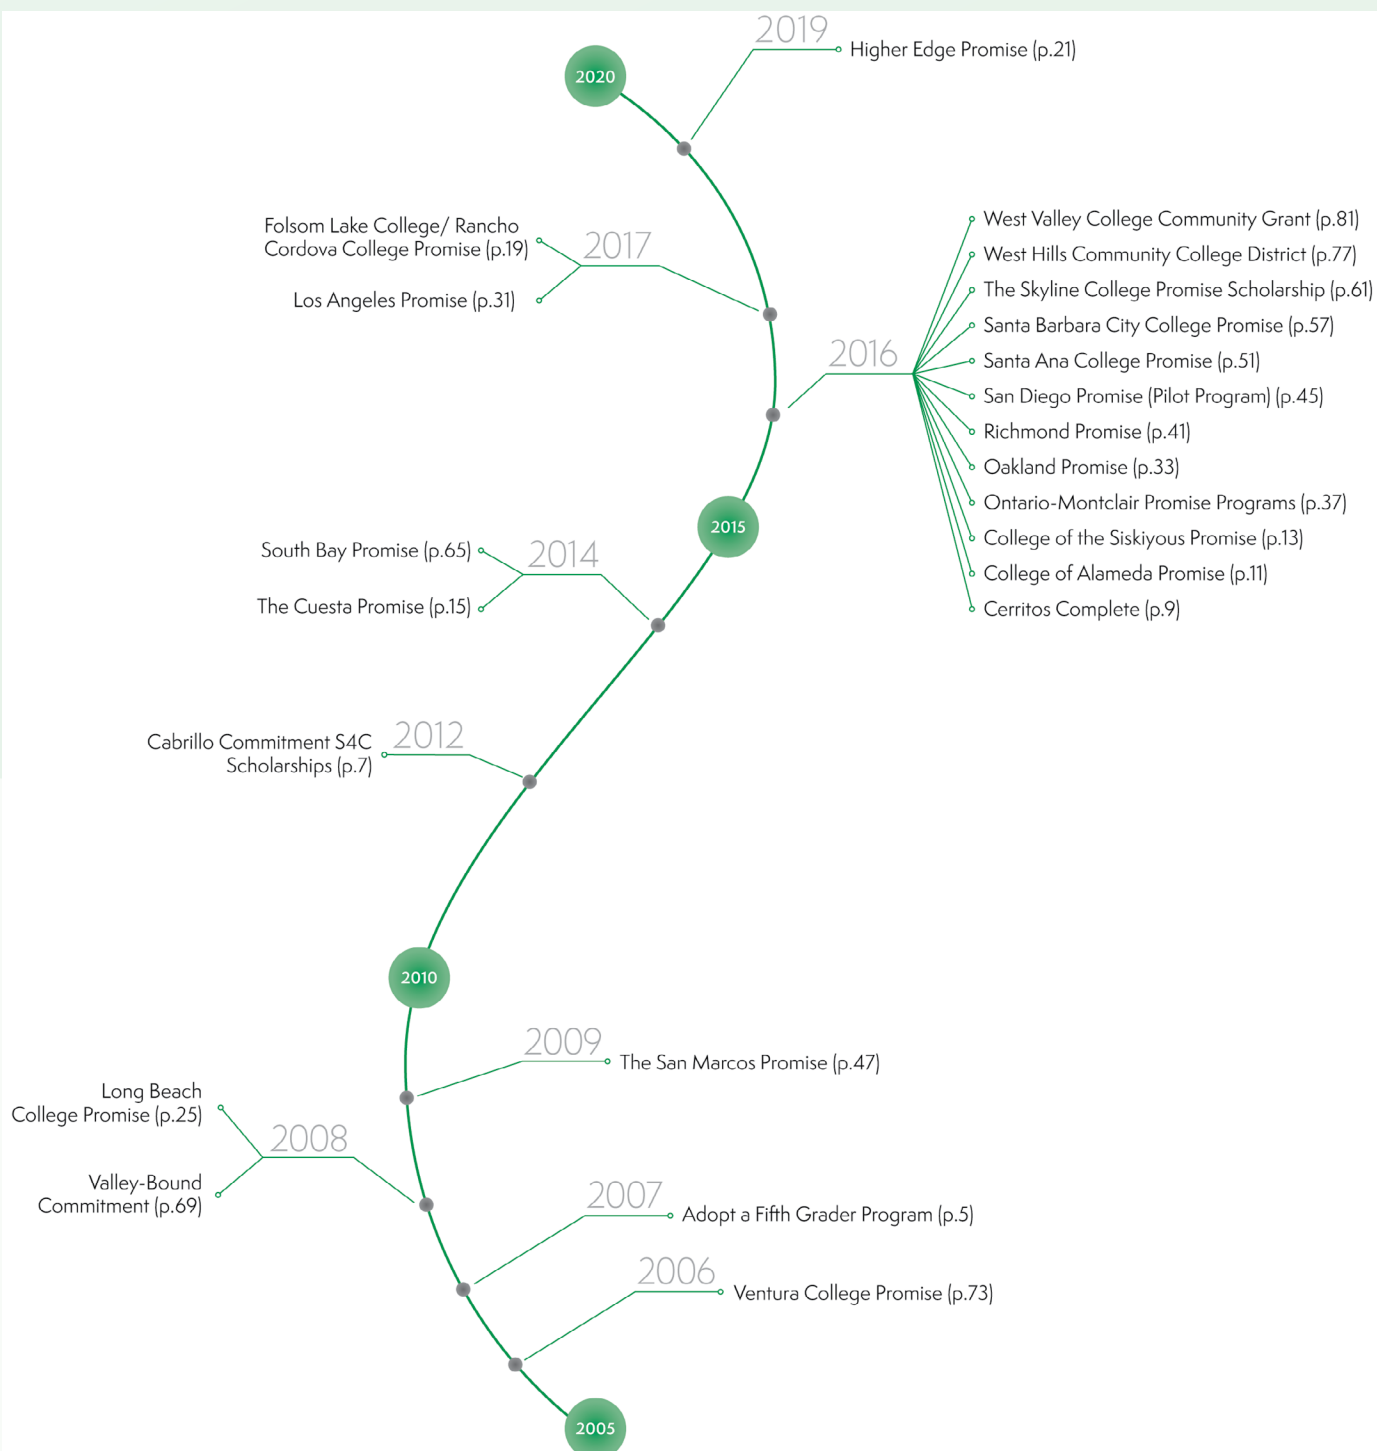 2019
Higher Edge Promise (p.21)
2020
Folsom Lake College/ Rancho
Cordova College Promise (p.19)
Los Angeles Promise (p.31)
2017
West Valley College Community Grant (p.81)
West Hills Community College District (p.77)
The Skyline College Promise Scholarship (p.61)
Santa Barbara City College Promise (p.57)
Santa Ana College Promise (p.51)
San Diego Promise (Pilot Program) (p.45)
Richmond Promise (p.41)
Oakland Promise (p.33)
Ontario-Montclair Promise Programs (p.37)
College of the Siskiyous Promise (p.13)
College of Alameda Promise (p.11)
Cerritos Complete (p.9)
2016
2015
South Bay Promise (p.65)
The Cuesta Promise (p.15)
2014
Cabrillo Commitment S4C
Scholarships (p.7)
2012
2010
2009
The San Marcos Promise (p.47)
Long Beach
College Promise (p.25)
Valley-Bound
Commitment (p.69)
2008
2007
Adopt a Fifth Grader Program (p.5)
2006
Ventura College Promise (p.73)
2005